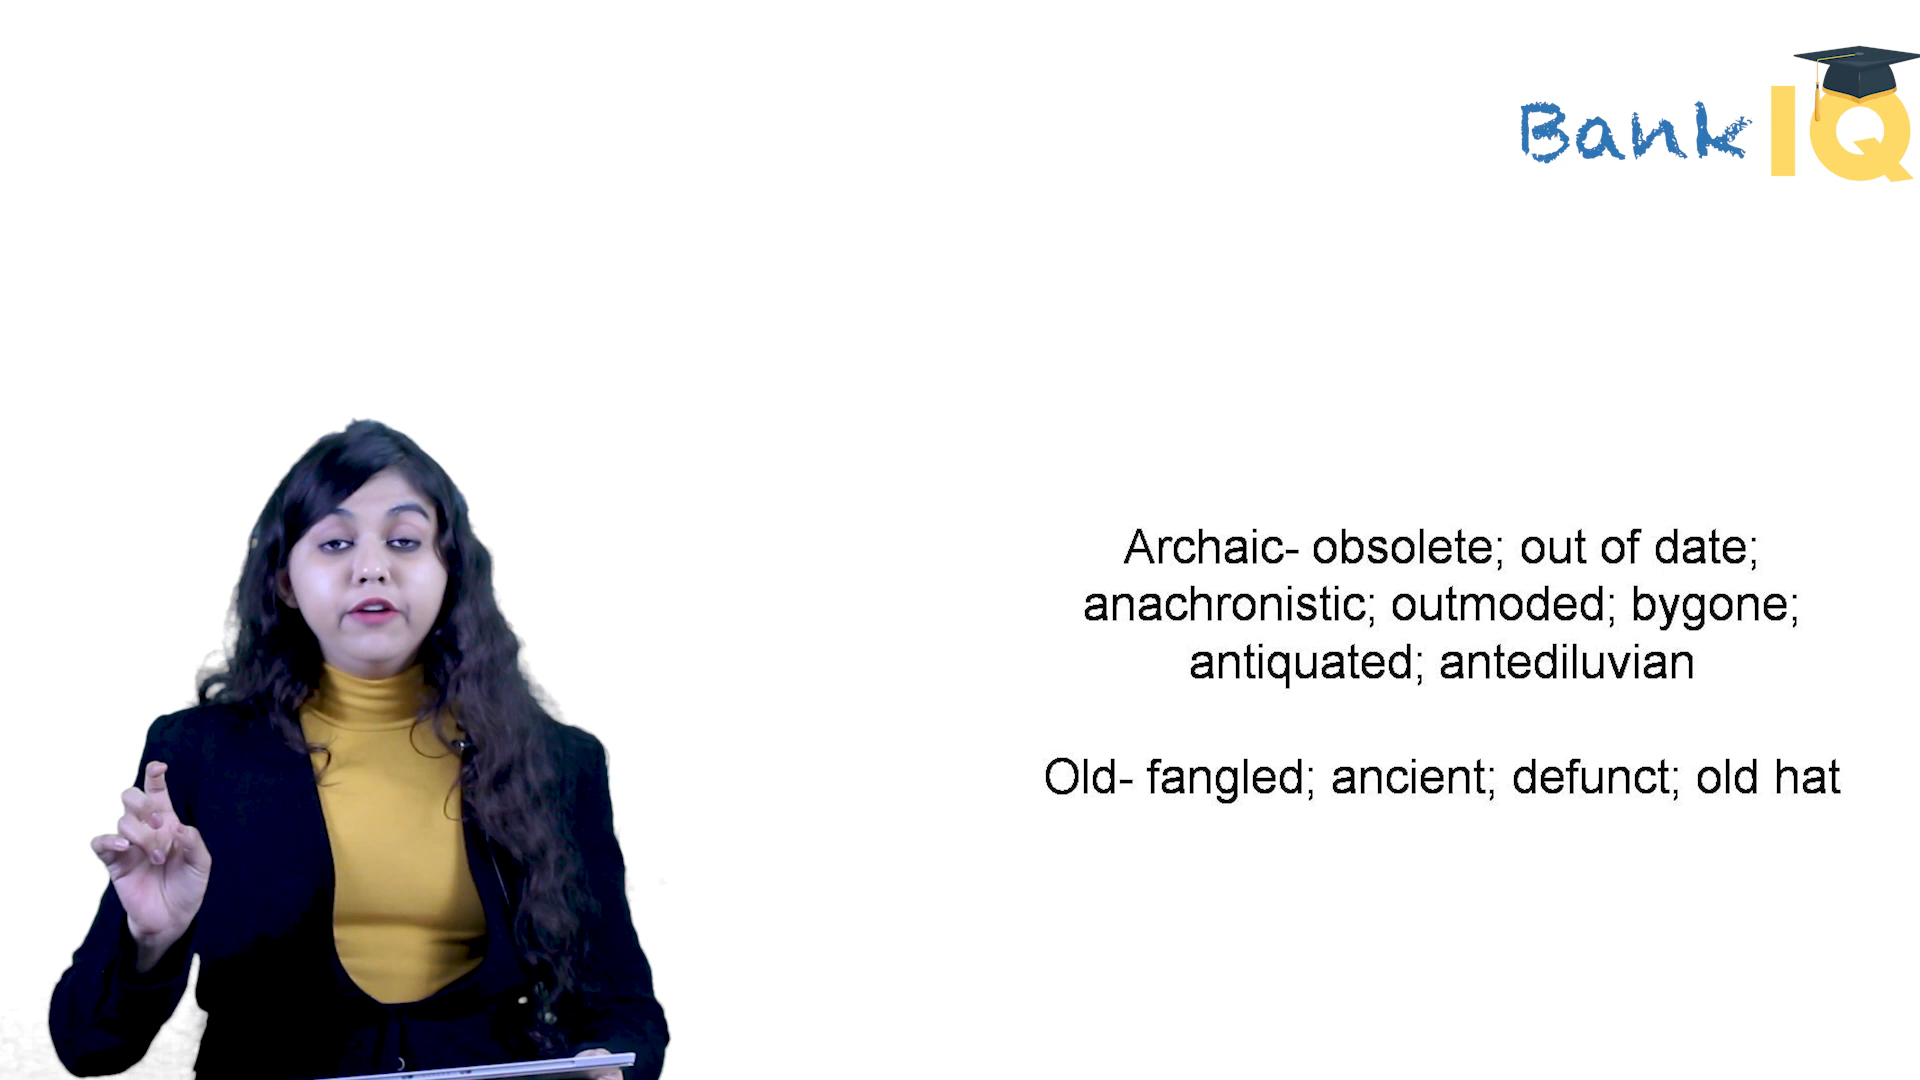 Bank IQ
Archaic- obsolete; out of date;
anachronistic; outmoded; bygone;
antiquated; antediluvian
Old- fangled; ancient; defunct; old hat